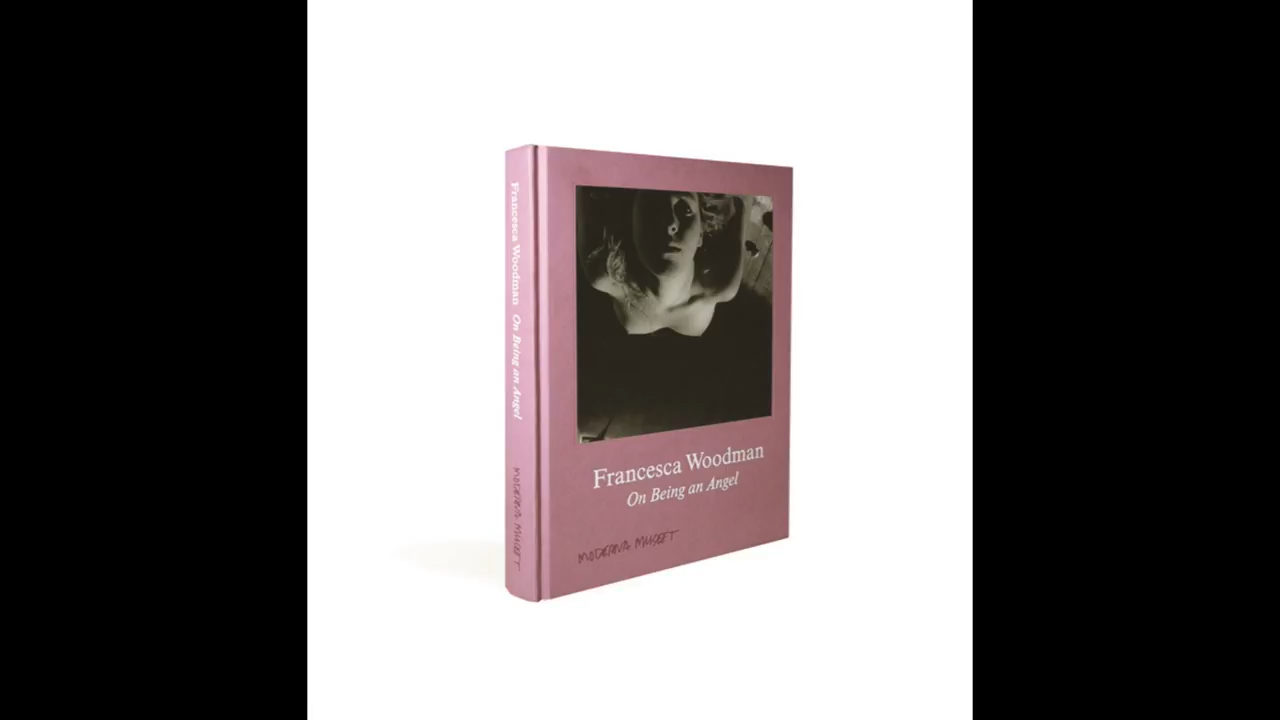 Francesca Woodman On Being an Angel
MODERNA MUSEET
Francesca Woodman
On Being an Angel
MODERNA MUSEET